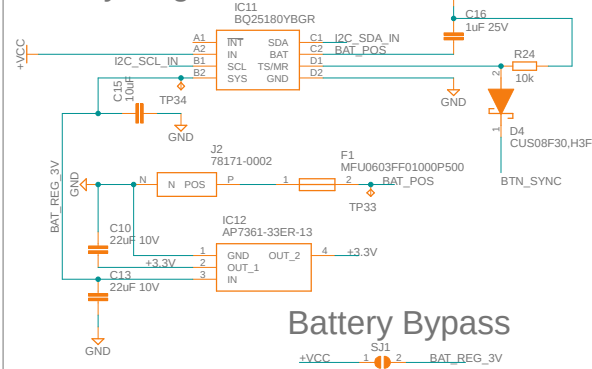 IC11
BQ25180YBGR
C16
1uF 25V
A1 INT SDA C1 I2C_SDA_IN
+VCC A2 IN BAT C2 BAT_POS
I2C_SCL_IN B1 SCL TS/MR D1
B2 SYS GND D2
R24
10k
C15
10uF
TP34
GND
GND
2
D4
CUS08F30,H3F
1
BTN_SYNC
BAT_REG_3V
GND
J2
78171-0002
N N POS P
F1
MFU0603FF01000P500
1 2 BAT_POS
TP33
C10
22uF 10V
IC12
AP7361-33ER-13
1 GND OUT_2 4 +3.3V
+3.3V 2 OUT_1
3 IN
C13
22uF 10V
GND
Battery Bypass
SJ1
+VCC 1 2 BAT_REG_3V